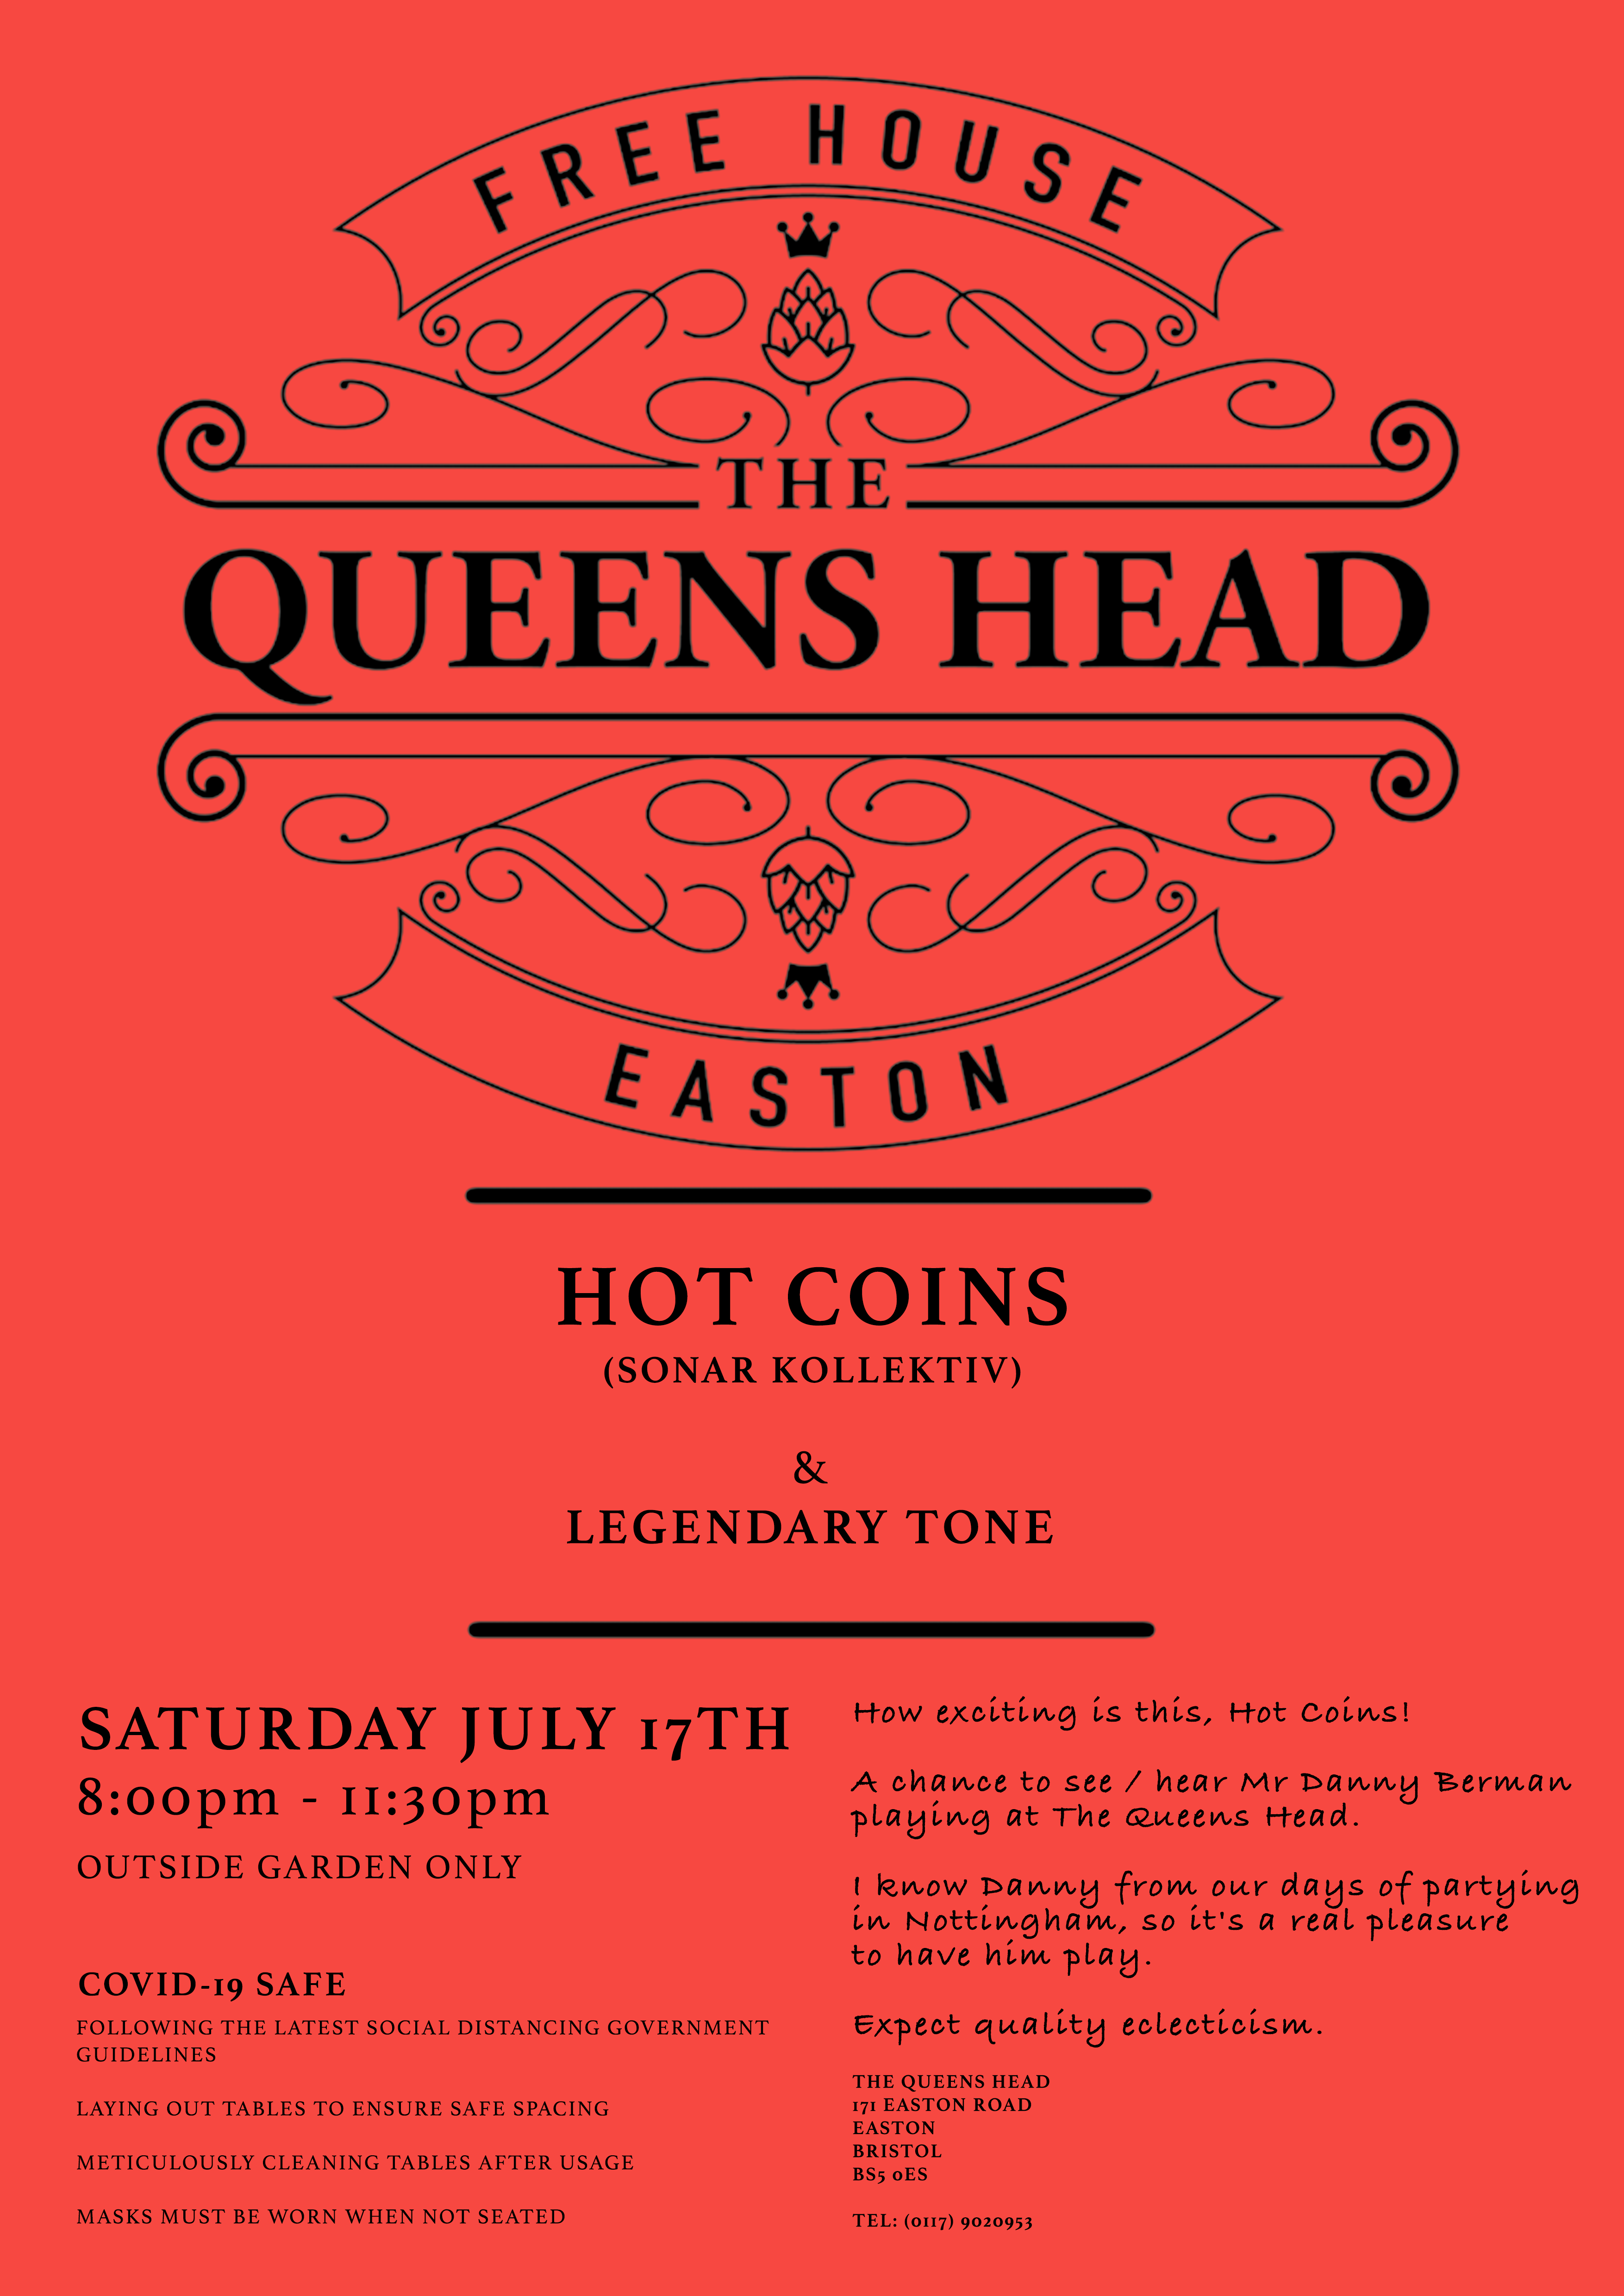 FREE HOUSE
THE
QUEENS HEAD
EASTON
HOT COINS
(SONAR KOLLEKTIV)
&
LEGENDARY TONE
SATURDAY JULY 17TH
8:00pm - 11:30pm
OUTSIDE GARDEN ONLY
COVID-19 SAFE
FOLLOWING THE LATEST SOCIAL DISTANCING GOVERNMENT
GUIDELINES
LAYING OUT TABLES TO ENSURE SAFE SPACING
METICULOUSLY CLEANING TABLES AFTER USAGE
MASKS MUST BE WORN WHEN NOT SEATED
How exciting is this, Hot Coins!
A chance to see / hear Mr Danny Berman
playing at The Queens Head.
I know Danny from our days of partying
in Nottingham, so it's a real pleasure
to have him play.
Expect quality eclecticism.
THE QUEENS HEAD
171 EASTON ROAD
EASTON
BRISTOL
BS5 0ES
TEL: (0117) 9020953